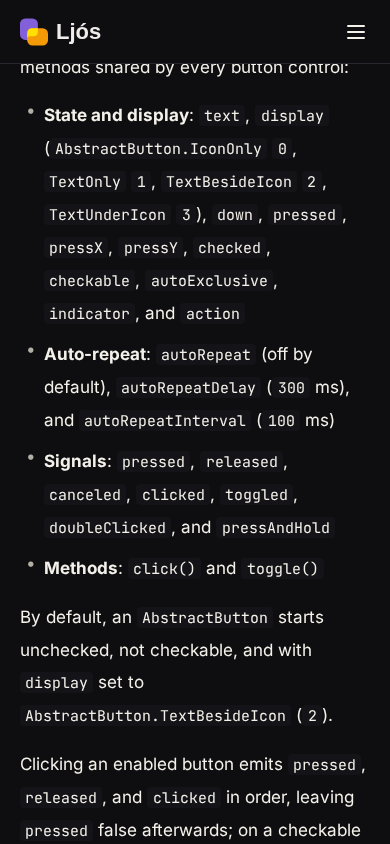 Ljós
methods shared by every button control:
• State and display: text, display
(AbstractButton.IconOnly 0,
TextOnly 1, TextBesideIcon 2,
TextUnderIcon 3), down, pressed,
pressX, pressY, checked,
checkable, autoExclusive,
indicator, and action
• Auto-repeat: autoRepeat (off by
default), autoRepeatDelay (300 ms),
and autoRepeatInterval (100 ms)
• Signals: pressed, released,
canceled, clicked, toggled,
doubleClicked, and pressAndHold
• Methods: click() and toggle()
By default, an AbstractButton starts
unchecked, not checkable, and with
display set to
AbstractButton.TextBesideIcon (2).
Clicking an enabled button emits pressed,
released, and clicked in order, leaving
pressed false afterwards; on a checkable